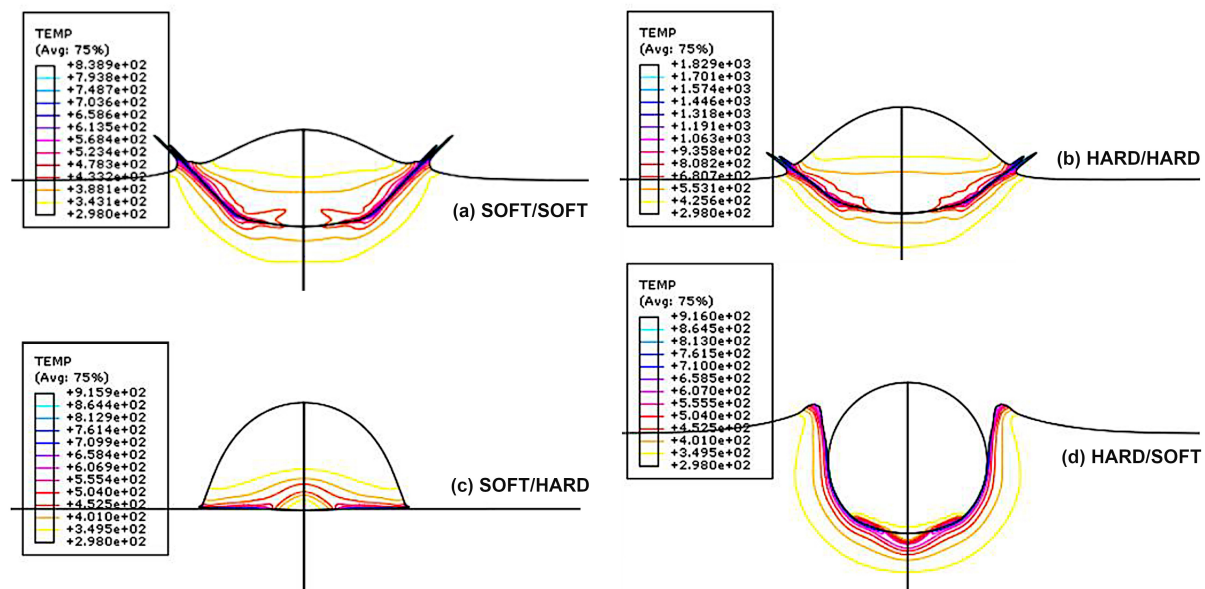 TEMP
(Avg: 75%)
+8.389e+02
+7.938e+02
+7.487e+02
+7.036e+02
+6.586e+02
+6.135e+02
+5.684e+02
+5.234e+02
+4.783e+02
+4.332e+02
+3.881e+02
+3.431e+02
+2.980e+02
(a) SOFT/SOFT
TEMP
(Avg: 75%)
+1.829e+03
+1.701e+03
+1.574e+03
+1.446e+03
+1.318e+03
+1.191e+03
+1.063e+03
+9.358e+02
+8.082e+02
+6.807e+02
+5.531e+02
+4.256e+02
+2.980e+02
(b) HARD/HARD
TEMP
(Avg: 75%)
+9.159e+02
+8.644e+02
+8.129e+02
+7.614e+02
+7.099e+02
+6.584e+02
+6.069e+02
+5.554e+02
+5.040e+02
+4.525e+02
+4.010e+02
+3.495e+02
+2.980e+02
(c) SOFT/HARD
TEMP
(Avg: 75%)
+9.160e+02
+8.645e+02
+8.130e+02
+7.615e+02
+7.100e+02
+6.585e+02
+6.070e+02
+5.555e+02
+5.040e+02
+4.525e+02
+4.010e+02
+3.495e+02
+2.980e+02
(d) HARD/SOFT